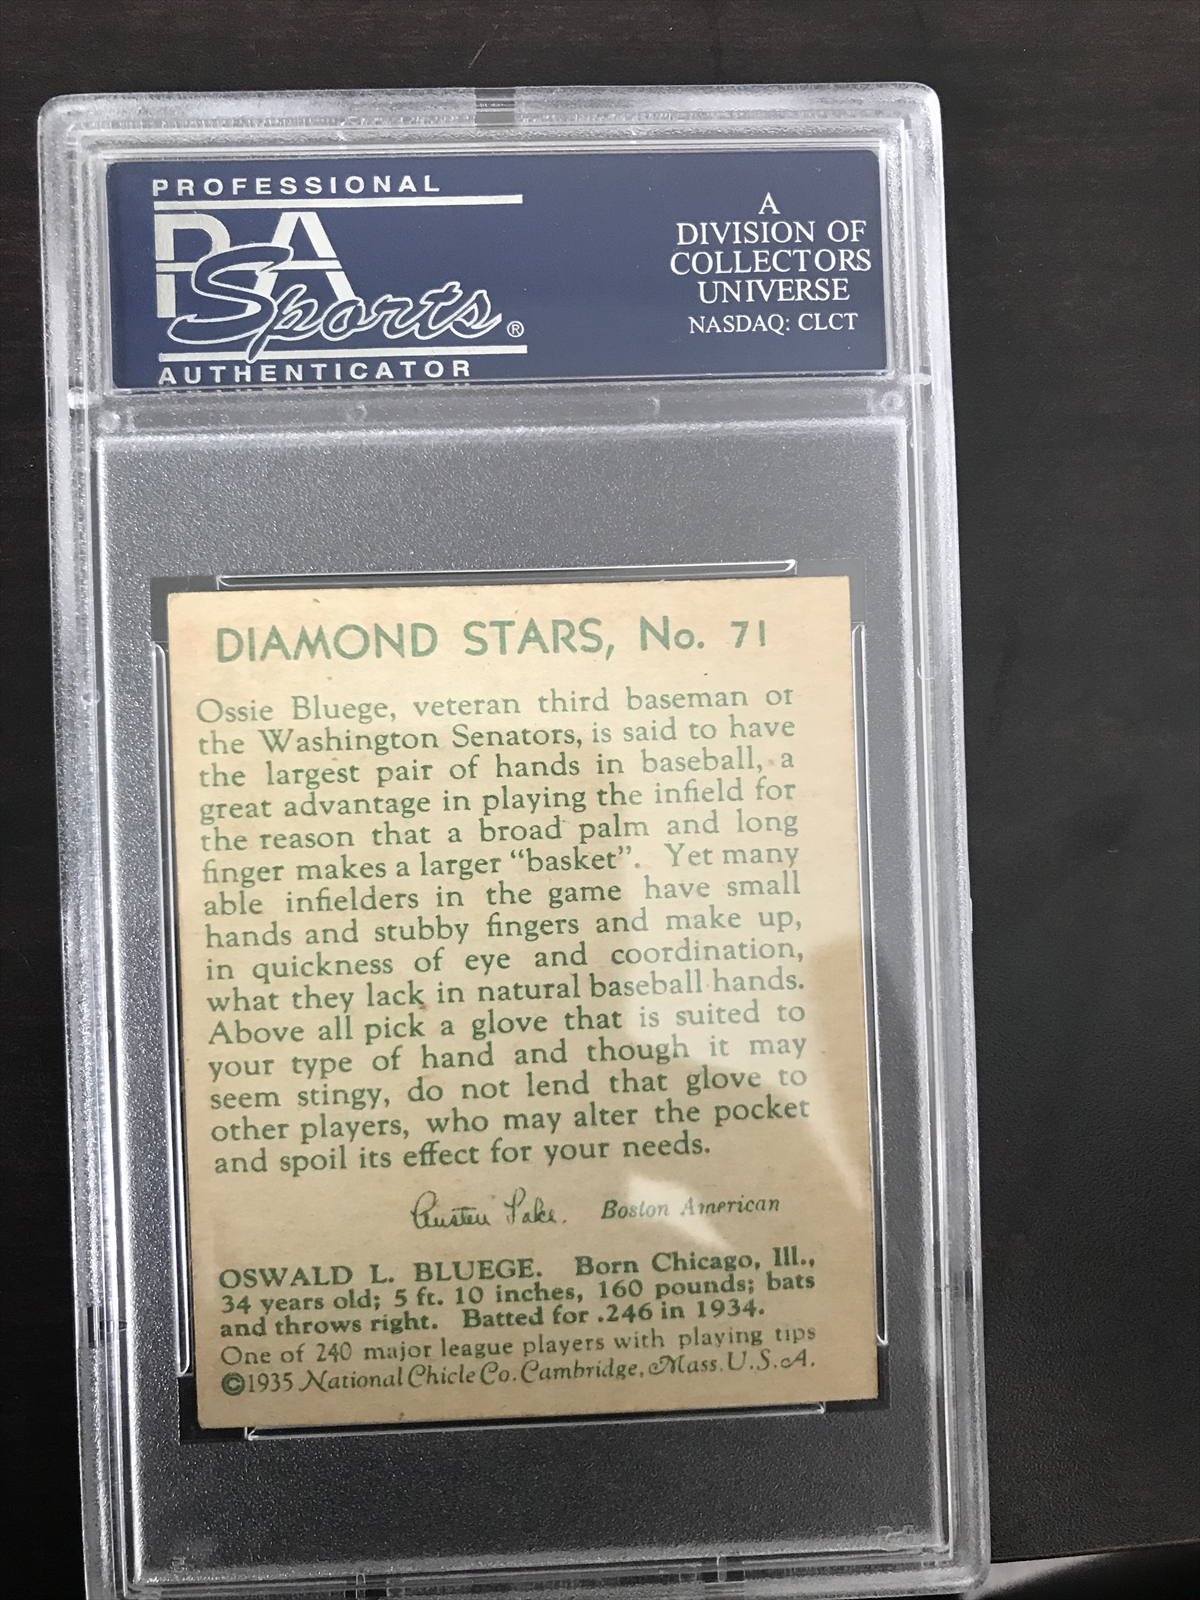 PROFESSIONAL
PSA
Sports®
AUTHENTICATOR
A
DIVISION OF
COLLECTORS
UNIVERSE
NASDAQ: CLCT
DIAMOND STARS, No. 71
Ossie Bluege, veteran third baseman of
the Washington Senators, is said to have
the largest pair of hands in baseball, a
great advantage in playing the infield for
the reason that a broad palm and long
finger makes a larger “basket”. Yet many
able infielders in the game have small
hands and stubby fingers and make up,
in quickness of eye and coordination,
what they lack in natural baseball hands.
Above all pick a glove that is suited to
your type of hand and though it may
seem stingy, do not lend that glove to
other players, who may alter the pocket
and spoil its effect for your needs.
Austen Lake. Boston American
OSWALD L. BLUEGE. Born Chicago, Ill.,
34 years old; 5 ft. 10 inches, 160 pounds; bats
and throws right. Batted for .246 in 1934.
One of 240 major league players with playing tips
©1935 National Chicle Co. Cambridge, Mass. U.S.A.